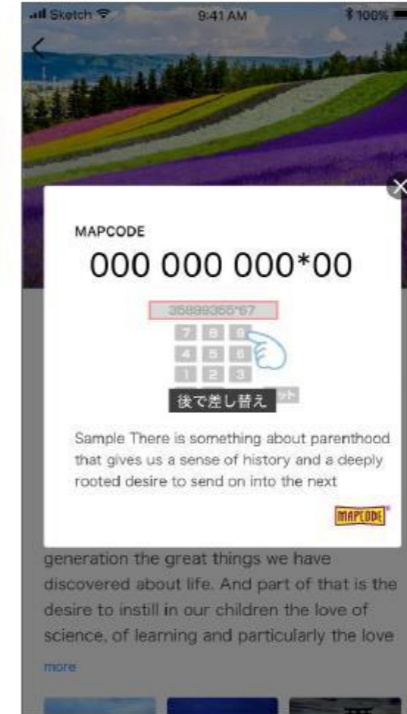 Sketch 9:41 AM 100%
MAPCODE
000 000 000*00
35899355*67
7 8 9
4 5 6
1 2 3
後で差し替え
Sample There is something about parenthood
that gives us a sense of history and a deeply
rooted desire to send on into the next
MAPCODE
generation the great things we have
discovered about life. And part of that is the
desire to instill in our children the love of
science, of learning and particularly the love
more